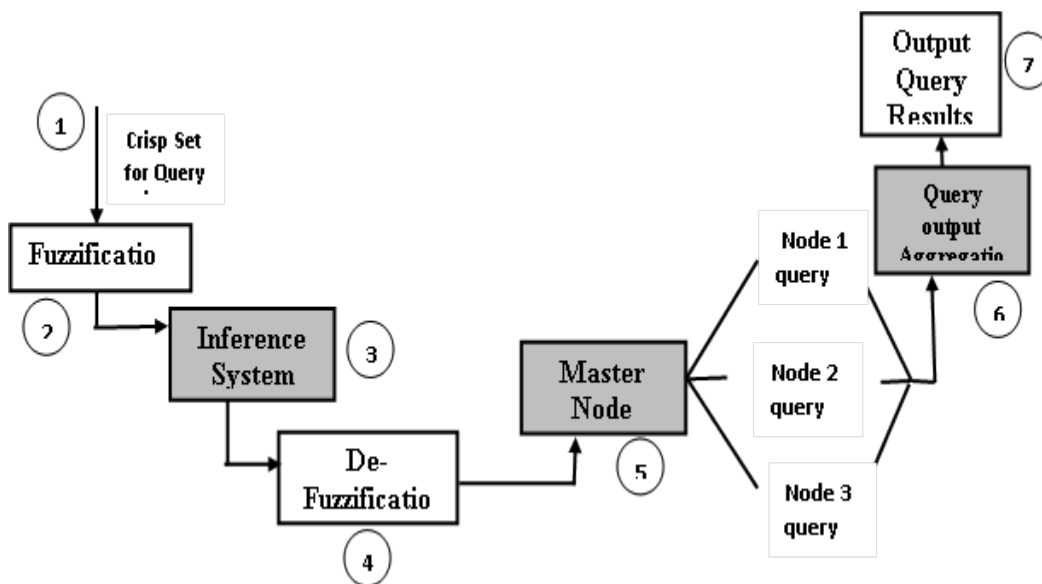 1
Crisp Set
for Query
Fuzzificatio
2
Inference
System
3
De-
Fuzzificatio
4
Master
Node
5
Node 1
query
Node 2
query
Node 3
query
Query
output
Aggregatio
6
Output
Query
Results
7